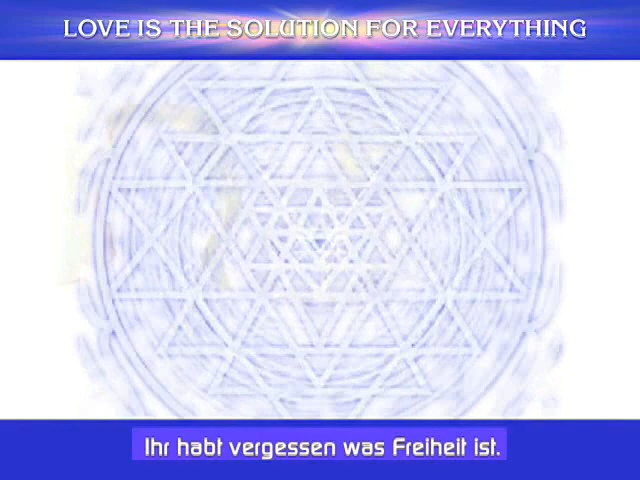 LOVE IS THE SOLUTION FOR EVERYTHING
Ihr habt vergessen was Freiheit ist.